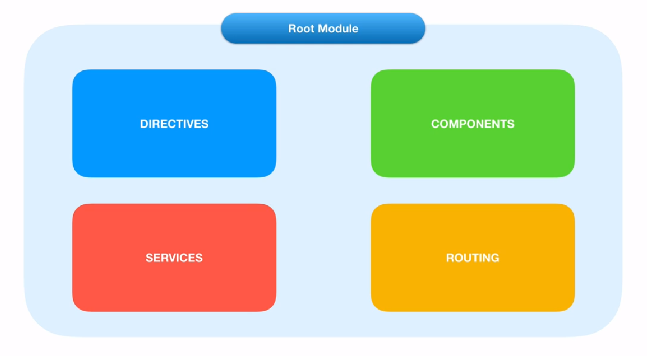 Root Module
DIRECTIVES
COMPONENTS
SERVICES
ROUTING